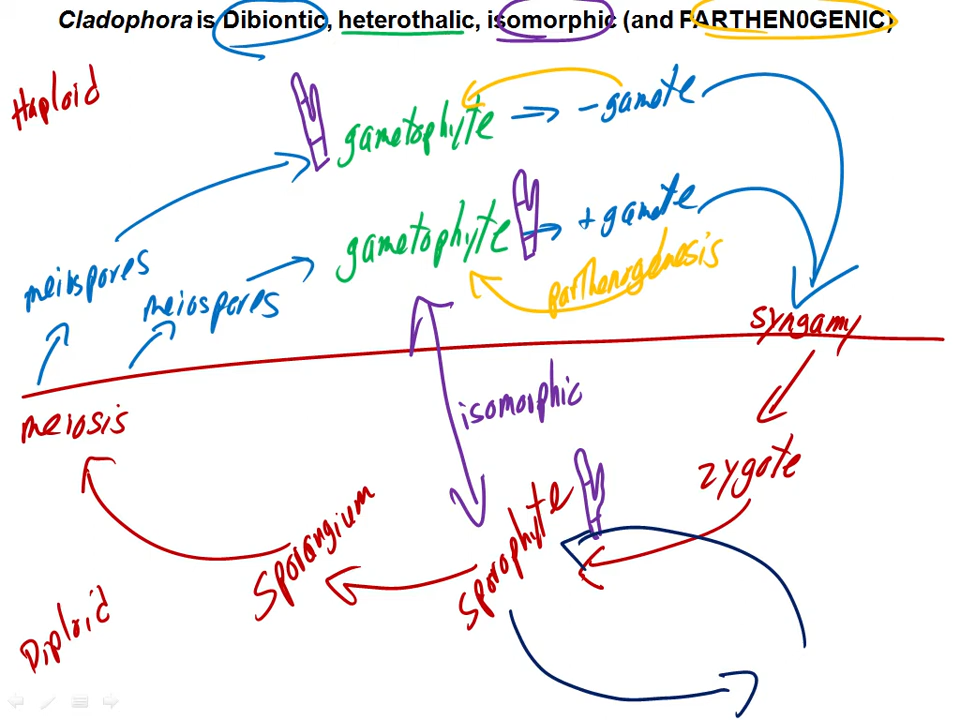 Cladophora is Dibiontic, heterothalic, isomorphic (and FARTHEN0GENIC)
Haploid
gametophyte → -gamete
gametophyte → +gamete
parthenogenesis
meiospores
meiospores
syngamy
meiosis
isomorphic
zygote
sporophyte
sporangium
Diploid